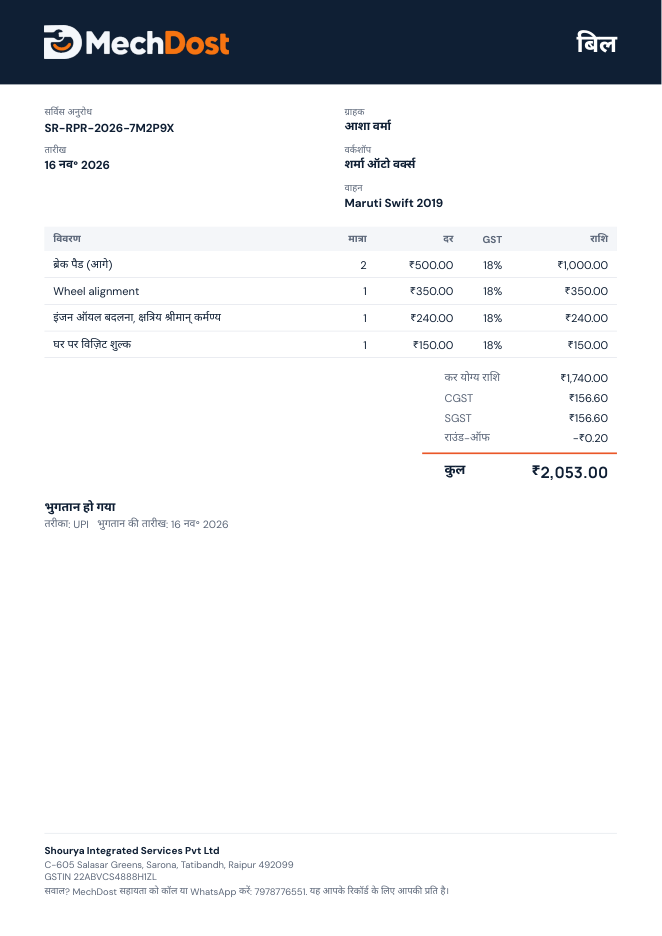 MechDost
बिल
सर्विस अनुरोध
SR-RPR-2026-7M2P9X
तारीख
16 नव॰ 2026
ग्राहक
आशा वर्मा
वर्कशॉप
शर्मा ऑटो वर्क्स
वाहन
Maruti Swift 2019
विवरण मात्रा दर GST राशि
ब्रेक पैड (आगे) 2 ₹500.00 18% ₹1,000.00
Wheel alignment 1 ₹350.00 18% ₹350.00
इंजन ऑयल बदलना, क्षत्रिय श्रीमान् कर्मण्य 1 ₹240.00 18% ₹240.00
घर पर विज़िट शुल्क 1 ₹150.00 18% ₹150.00
कर योग्य राशि ₹1,740.00
CGST ₹156.60
SGST ₹156.60
राउंड-ऑफ -₹0.20
कुल ₹2,053.00
भुगतान हो गया
तरीका: UPI भुगतान की तारीख: 16 नव॰ 2026
Shourya Integrated Services Pvt Ltd
C-605 Salasar Greens, Sarona, Tatibandh, Raipur 492099
GSTIN 22ABVCS4888H1ZL
सवाल? MechDost सहायता को कॉल या WhatsApp करें: 7978776551. यह आपके रिकॉर्ड के लिए आपकी प्रति है।